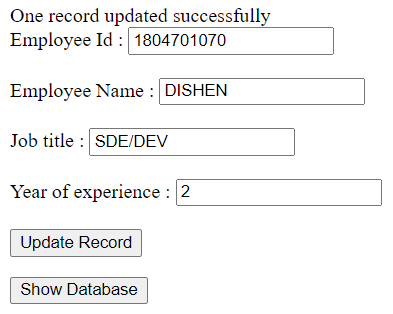 One record updated successfully
Employee Id : 1804701070
Employee Name : DISHEN
Job title : SDE/DEV
Year of experience : 2
Update Record
Show Database